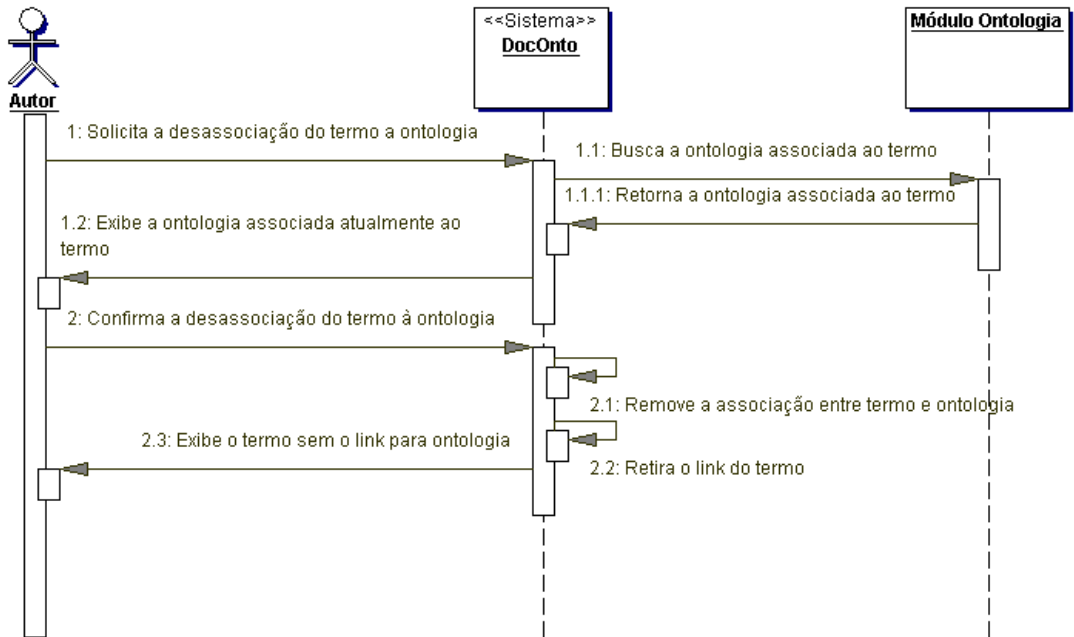 <<Sistema>>
DocOnto
Módulo Ontologia
Autor
1: Solicita a desassociação do termo a ontologia
1.1: Busca a ontologia associada ao termo
1.1.1: Retorna a ontologia associada ao termo
1.2: Exibe a ontologia associada atualmente ao
termo
2: Confirma a desassociação do termo à ontologia
2.1: Remove a associação entre termo e ontologia
2.3: Exibe o termo sem o link para ontologia
2.2: Retira o link do termo